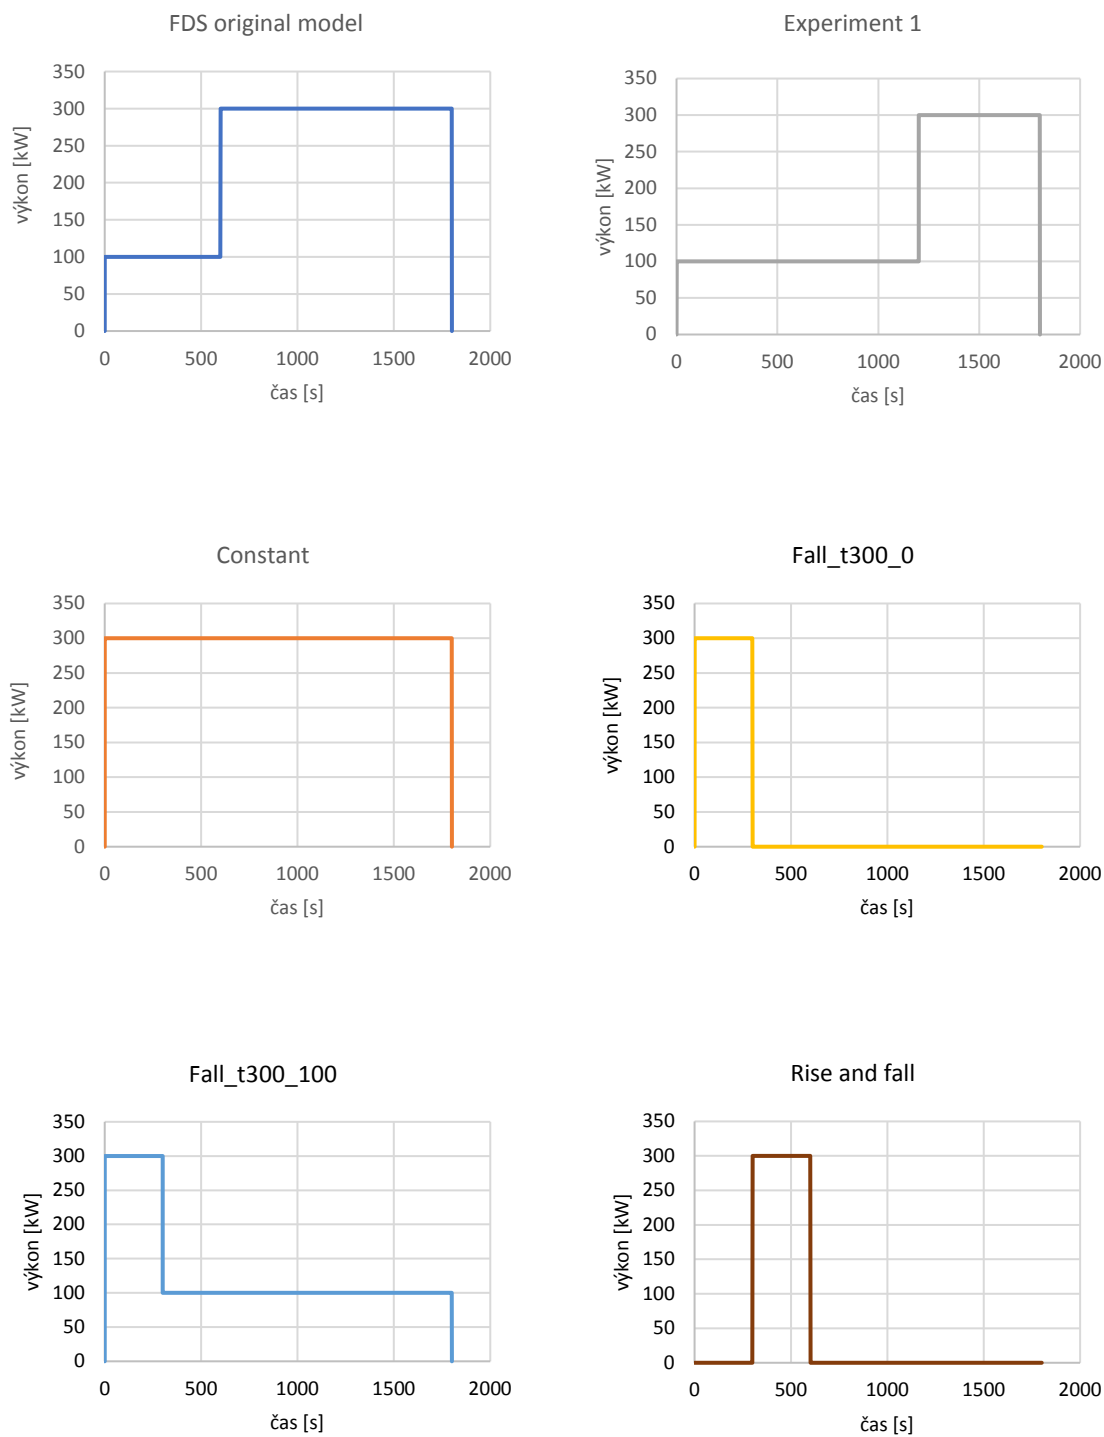 FDS original model
350
300
250
200
150
100
50
0
výkon [kW]
0 500 1000 1500 2000
čas [s]
Experiment 1
350
300
250
200
150
100
50
0
výkon [kW]
0 500 1000 1500 2000
čas [s]
Constant
350
300
250
200
150
100
50
0
výkon [kW]
0 500 1000 1500 2000
čas [s]
Fall_t300_0
350
300
250
200
150
100
50
0
výkon [kW]
0 500 1000 1500 2000
čas [s]
Fall_t300_100
350
300
250
200
150
100
50
0
výkon [kW]
0 500 1000 1500 2000
čas [s]
Rise and fall
350
300
250
200
150
100
50
0
výkon [kW]
0 500 1000 1500 2000
čas [s]